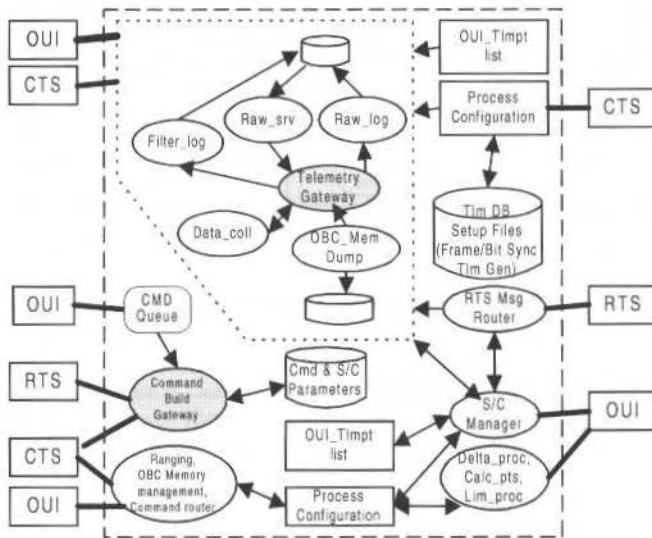 OUI
CTS
OUI_TImpt
list
Process
Configuration
CTS
Raw_srv
Raw_log
Filter_log
Telemetry
Gateway
Data_coll
OBC_Mem
Dump
Tlm DB
Setup Files
(Frame/Bit Sync
Tlm Gen)
OUI
CMD
Queue
RTS Msg
Router
RTS
RTS
Command
Build
Gateway
Cmd & S/C
Parameters
S/C
Manager
OUI
CTS
OUI_TImpt
list
Ranging,
OBC Memory
management,
Command router
Delta_proc,
Calc_pts,
Lim_proc
OUI
Process
Configuration